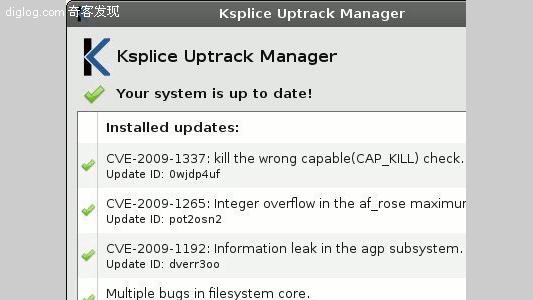 diglog.com 奇客发现
Ksplice Uptrack Manager
Ksplice Uptrack Manager
Your system is up to date!
Installed updates:
CVE-2009-1337: kill the wrong capable(CAP_KILL) check.
Update ID: 0wjdp4uf
CVE-2009-1265: Integer overflow in the af_rose maximu
Update ID: pot2osn2
CVE-2009-1192: Information leak in the agp subsystem.
Update ID: dverr3oo
Multiple bugs in filesystem core.